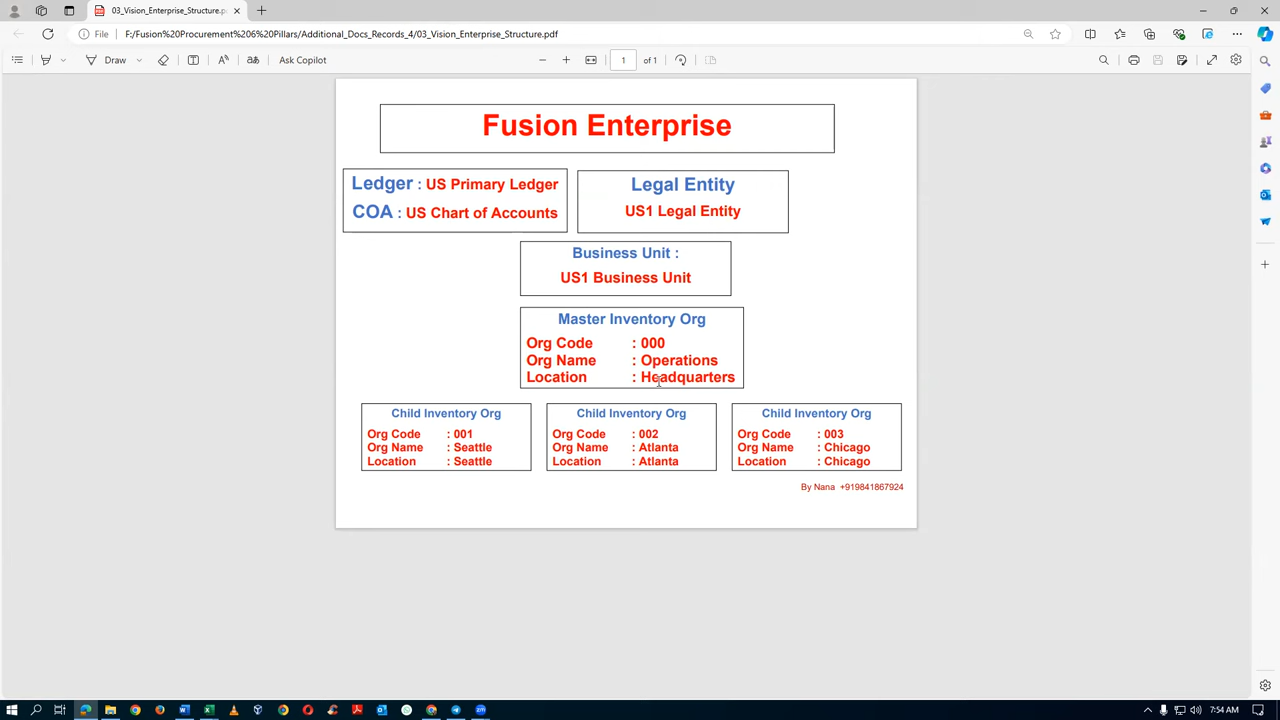 03_Vision_Enterprise_Structure.p
File
F:/Fusion%20Procurement%206%20Pillars/Additional_Docs_Records_4/03_Vision_Enterprise_Structure.pdf
Draw
Ask Copilot
1 of 1
Fusion Enterprise
Ledger : US Primary Ledger
COA : US Chart of Accounts
Legal Entity
US1 Legal Entity
Business Unit :
US1 Business Unit
Master Inventory Org
Org Code : 000
Org Name : Operations
Location : Headquarters
Child Inventory Org
Org Code : 001
Org Name : Seattle
Location : Seattle
Child Inventory Org
Org Code : 002
Org Name : Atlanta
Location : Atlanta
Child Inventory Org
Org Code : 003
Org Name : Chicago
Location : Chicago
By Nana +919841867924
7:54 AM